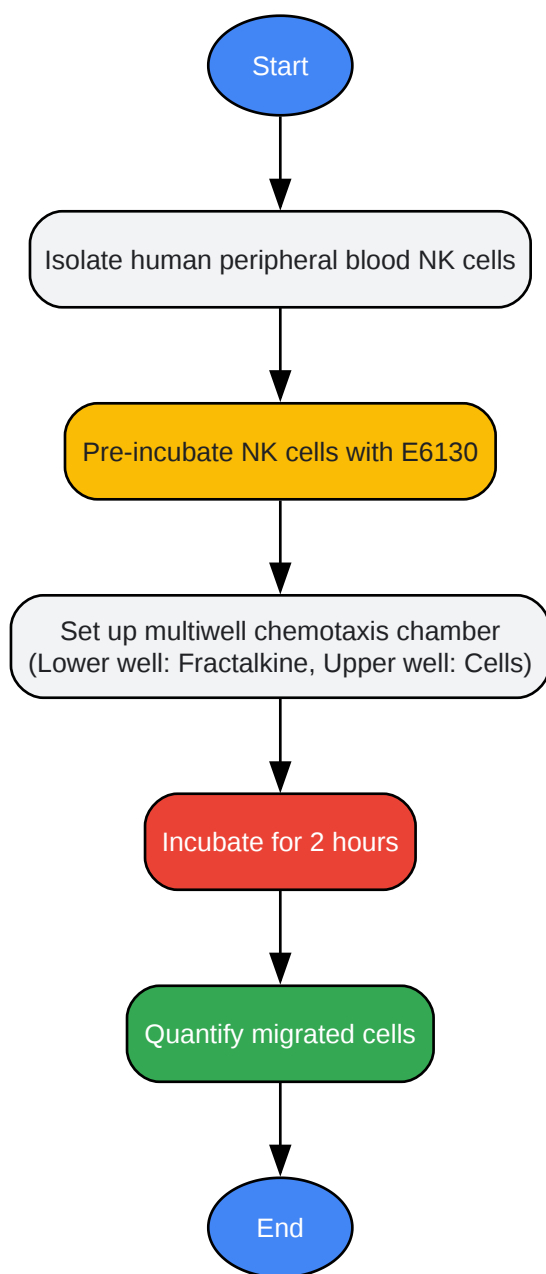 Start
Isolate human peripheral blood NK cells
Pre-incubate NK cells with E6130
Set up multiwell chemotaxis chamber
(Lower well: Fractalkine, Upper well: Cells)
Incubate for 2 hours
Quantify migrated cells
End